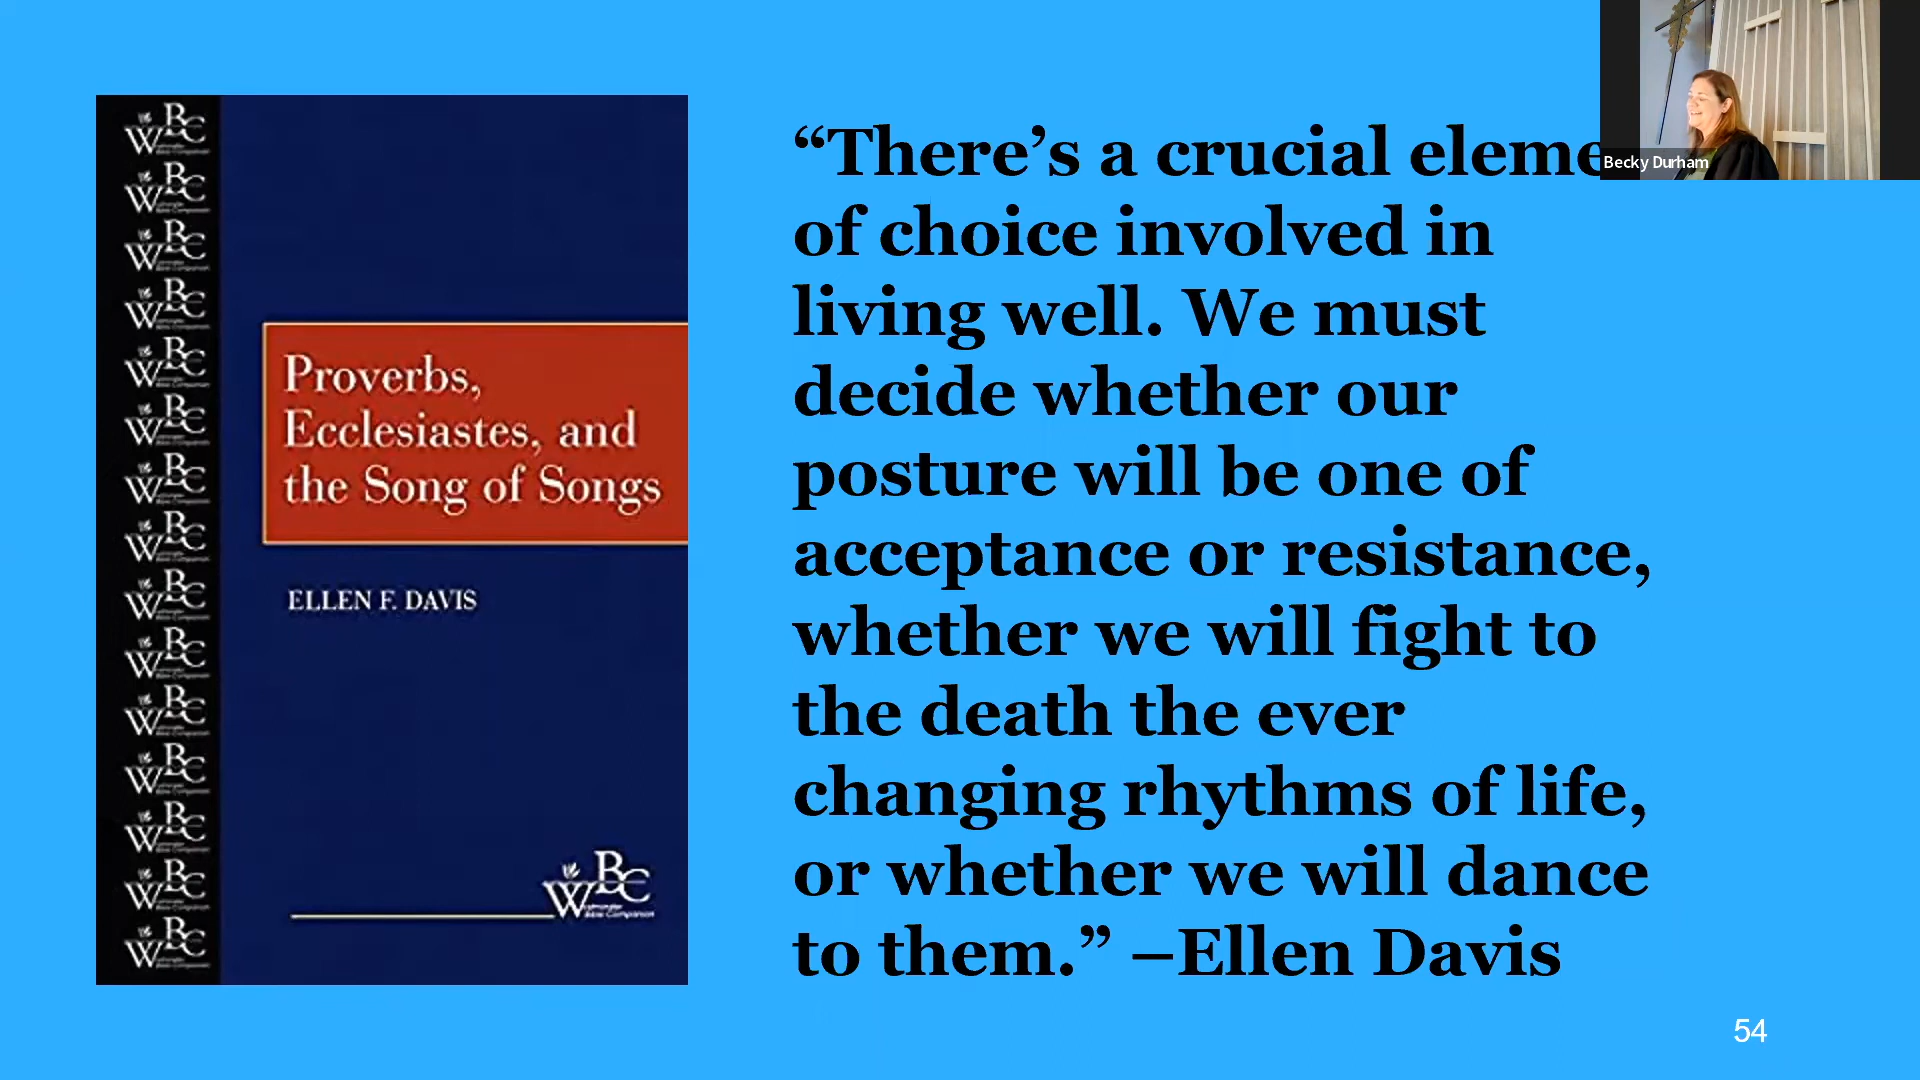 Proverbs,
Ecclesiastes, and
the Song of Songs
ELLEN F. DAVIS
WBC
“There’s a crucial eleme
of choice involved in
living well. We must
decide whether our
posture will be one of
acceptance or resistance,
whether we will fight to
the death the ever
changing rhythms of life,
or whether we will dance
to them.” –Ellen Davis
Becky Durham
54